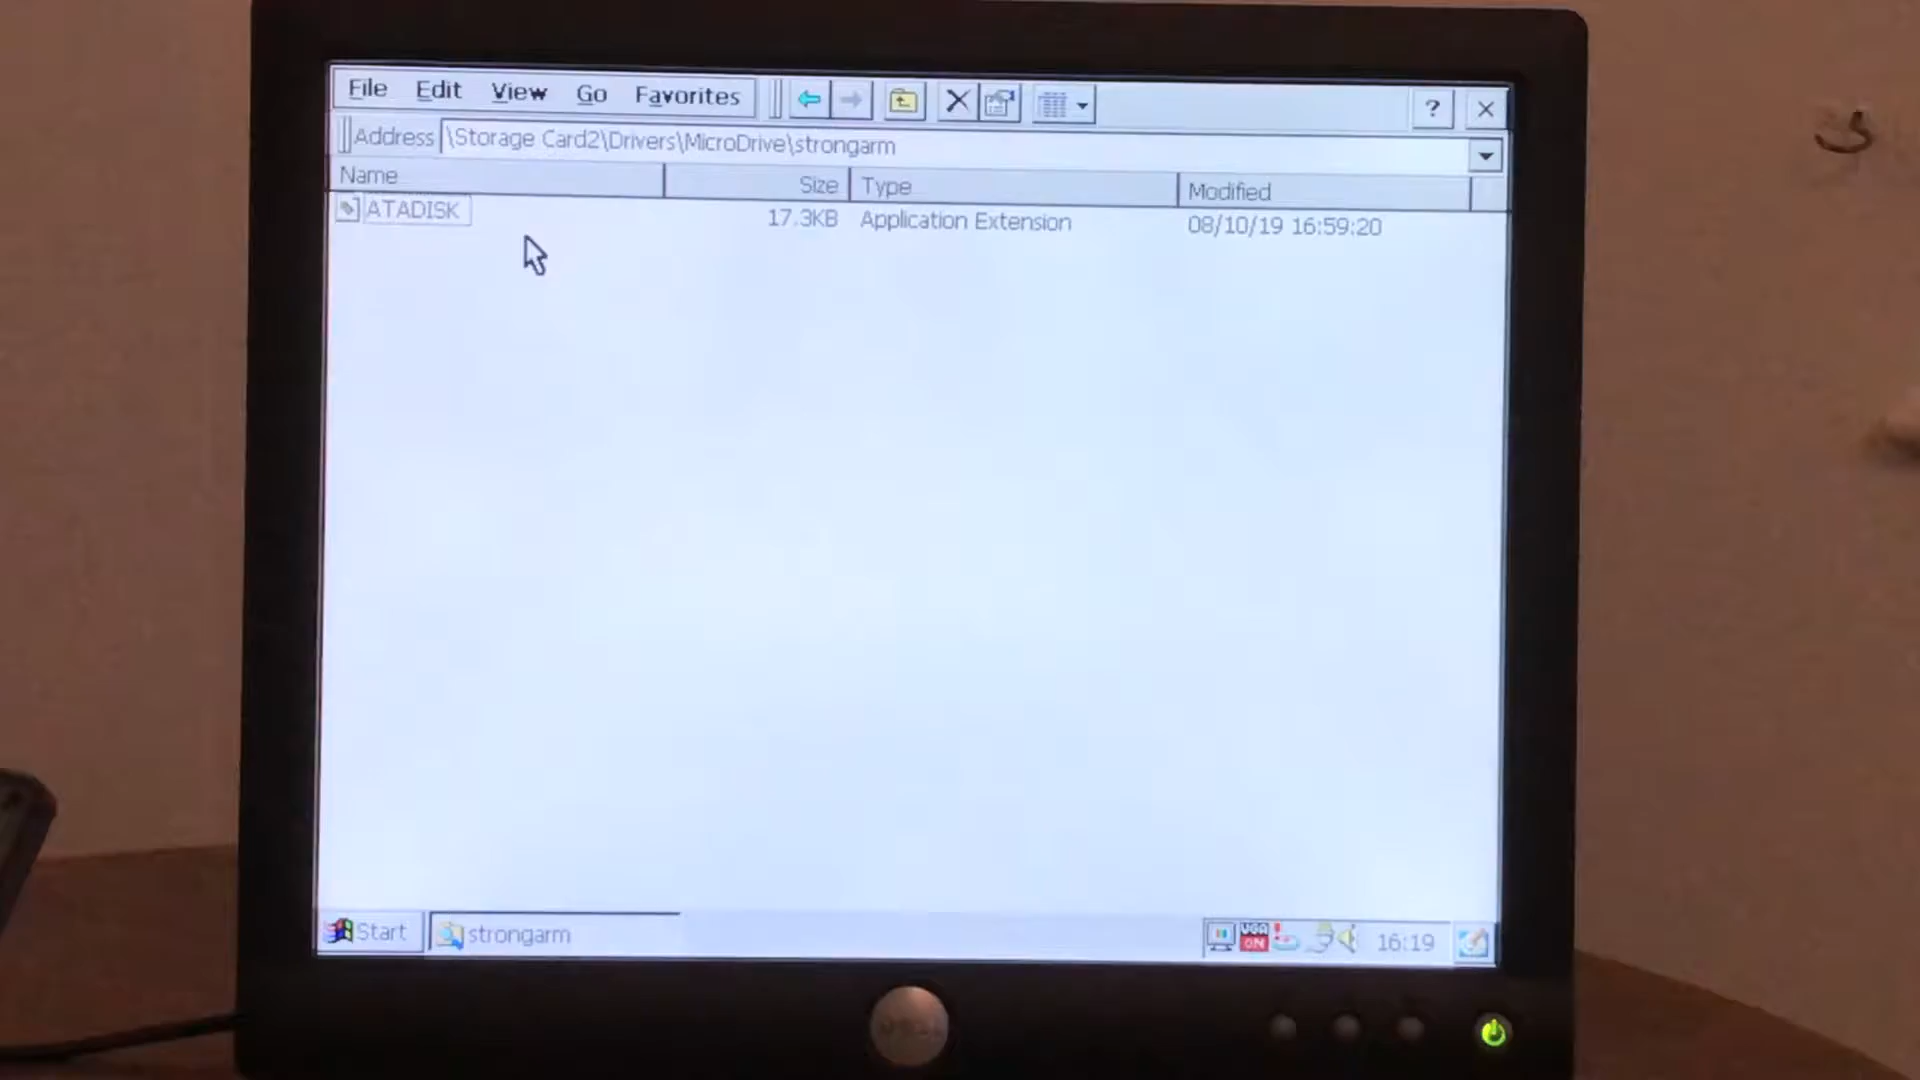 File Edit View Go Favorites ? X
Address \Storage Card2\Drivers\MicroDrive\strongarm
Name Size Type Modified
ATADISK 17.3KB Application Extension 08/10/19 16:59:20
Start strongarm VGA ON 16:19